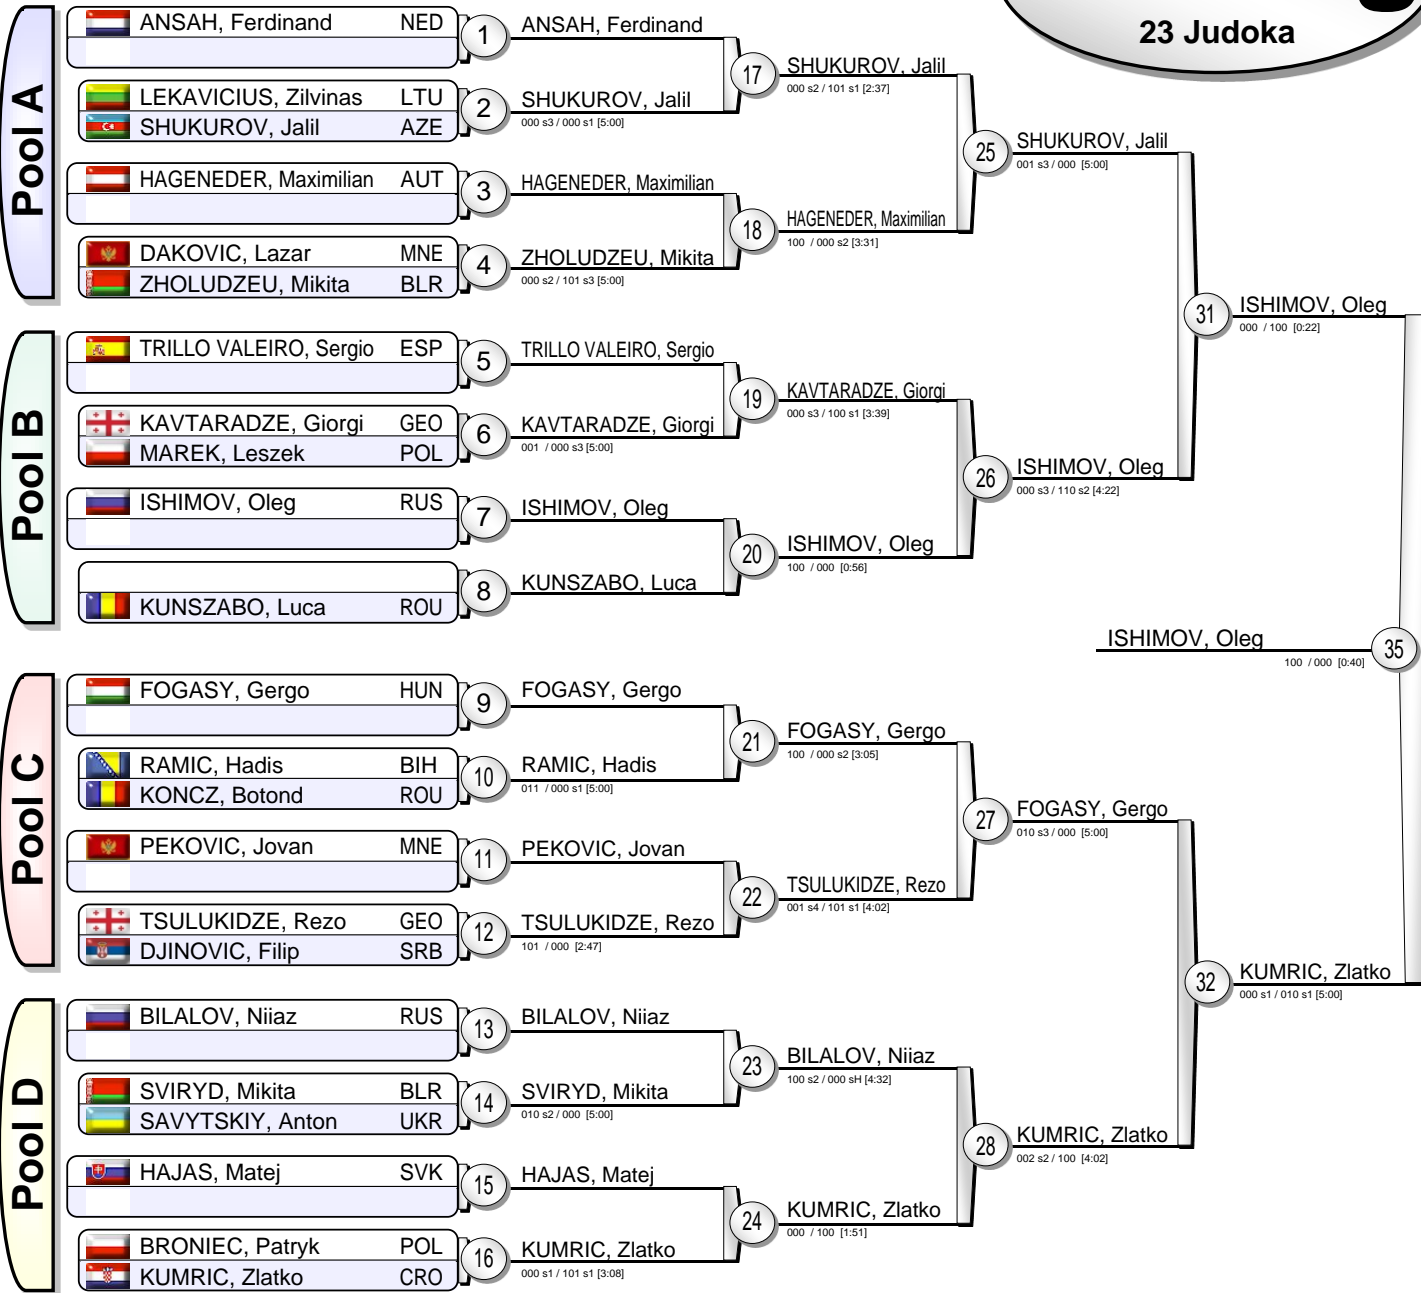 23 Judoka
Pool A
ANSAH, Ferdinand NED
1
LEKAVICIUS, Zilvinas LTU
SHUKUROV, Jalil AZE
2
HAGENEDER, Maximilian AUT
3
DAKOVIC, Lazar MNE
ZHOLUDZEU, Mikita BLR
4
Pool B
TRILLO VALEIRO, Sergio ESP
5
KAVTARADZE, Giorgi GEO
MAREK, Leszek POL
6
ISHIMOV, Oleg RUS
7
KUNSZABO, Luca ROU
8
Pool C
FOGASY, Gergo HUN
9
RAMIC, Hadis BIH
KONCZ, Botond ROU
10
PEKOVIC, Jovan MNE
11
TSULUKIDZE, Rezo GEO
DJINOVIC, Filip SRB
12
Pool D
BILALOV, Niiaz RUS
13
SVIRYD, Mikita BLR
SAVYTSKIY, Anton UKR
14
HAJAS, Matej SVK
15
BRONIEC, Patryk POL
KUMRIC, Zlatko CRO
16
ANSAH, Ferdinand
SHUKUROV, Jalil
000 s3 / 000 s1 [5:00]
17
HAGENEDER, Maximilian
ZHOLUDZEU, Mikita
000 s2 / 101 s3 [5:00]
18
TRILLO VALEIRO, Sergio
KAVTARADZE, Giorgi
001 / 000 s3 [5:00]
19
ISHIMOV, Oleg
KUNSZABO, Luca
20
FOGASY, Gergo
RAMIC, Hadis
011 / 000 s1 [5:00]
21
PEKOVIC, Jovan
TSULUKIDZE, Rezo
101 / 000 [2:47]
22
BILALOV, Niiaz
SVIRYD, Mikita
010 s2 / 000 [5:00]
23
HAJAS, Matej
KUMRIC, Zlatko
000 s1 / 101 s1 [3:08]
24
SHUKUROV, Jalil
000 s2 / 101 s1 [2:37]
HAGENEDER, Maximilian
100 / 000 s2 [3:31]
25
KAVTARADZE, Giorgi
000 s3 / 100 s1 [3:39]
ISHIMOV, Oleg
100 / 000 [0:56]
26
FOGASY, Gergo
100 / 000 s2 [3:05]
TSULUKIDZE, Rezo
001 s4 / 101 s1 [4:02]
27
BILALOV, Niiaz
100 s2 / 000 sH [4:32]
KUMRIC, Zlatko
000 / 100 [1:51]
28
SHUKUROV, Jalil
001 s3 / 000 [5:00]
ISHIMOV, Oleg
000 s3 / 110 s2 [4:22]
31
FOGASY, Gergo
010 s3 / 000 [5:00]
KUMRIC, Zlatko
002 s2 / 100 [4:02]
32
ISHIMOV, Oleg
000 / 100 [0:22]
KUMRIC, Zlatko
000 s1 / 010 s1 [5:00]
ISHIMOV, Oleg
100 / 000 [0:40]
35